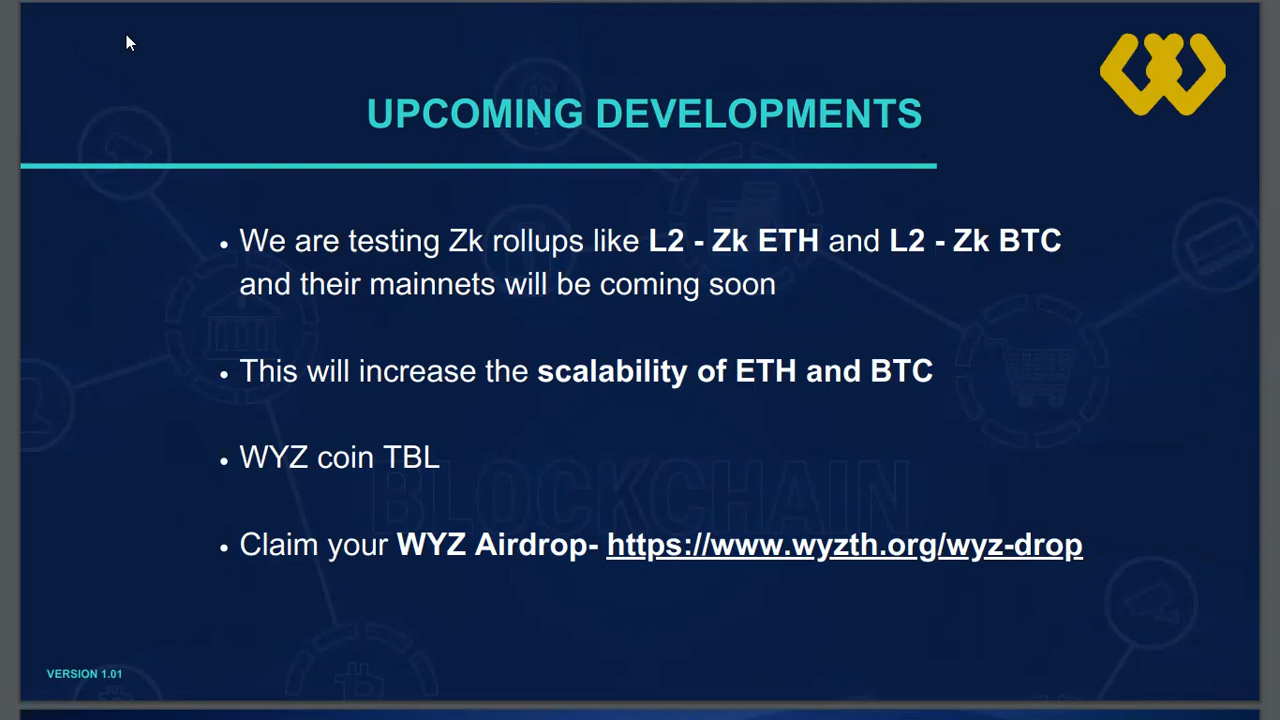 UPCOMING DEVELOPMENTS
• We are testing Zk rollups like L2 - Zk ETH and L2 - Zk BTC
and their mainnets will be coming soon
• This will increase the scalability of ETH and BTC
• WYZ coin TBL
BLOCKCHAIN
• Claim your WYZ Airdrop- https://www.wyzth.org/wyz-drop
VERSION 1.01